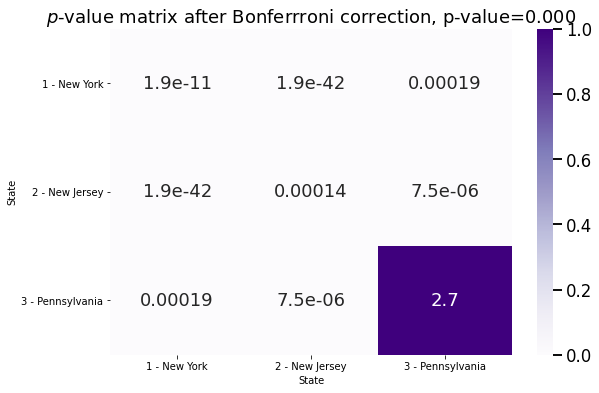 p-value matrix after Bonferrroni correction, p-value=0.000
1 - New York
1.9e-11 1.9e-42 0.00019
2 - New Jersey
1.9e-42 0.00014 7.5e-06
3 - Pennsylvania
0.00019 7.5e-06 2.7
State
1 - New York 2 - New Jersey 3 - Pennsylvania
State
1.0
0.8
0.6
0.4
0.2
0.0